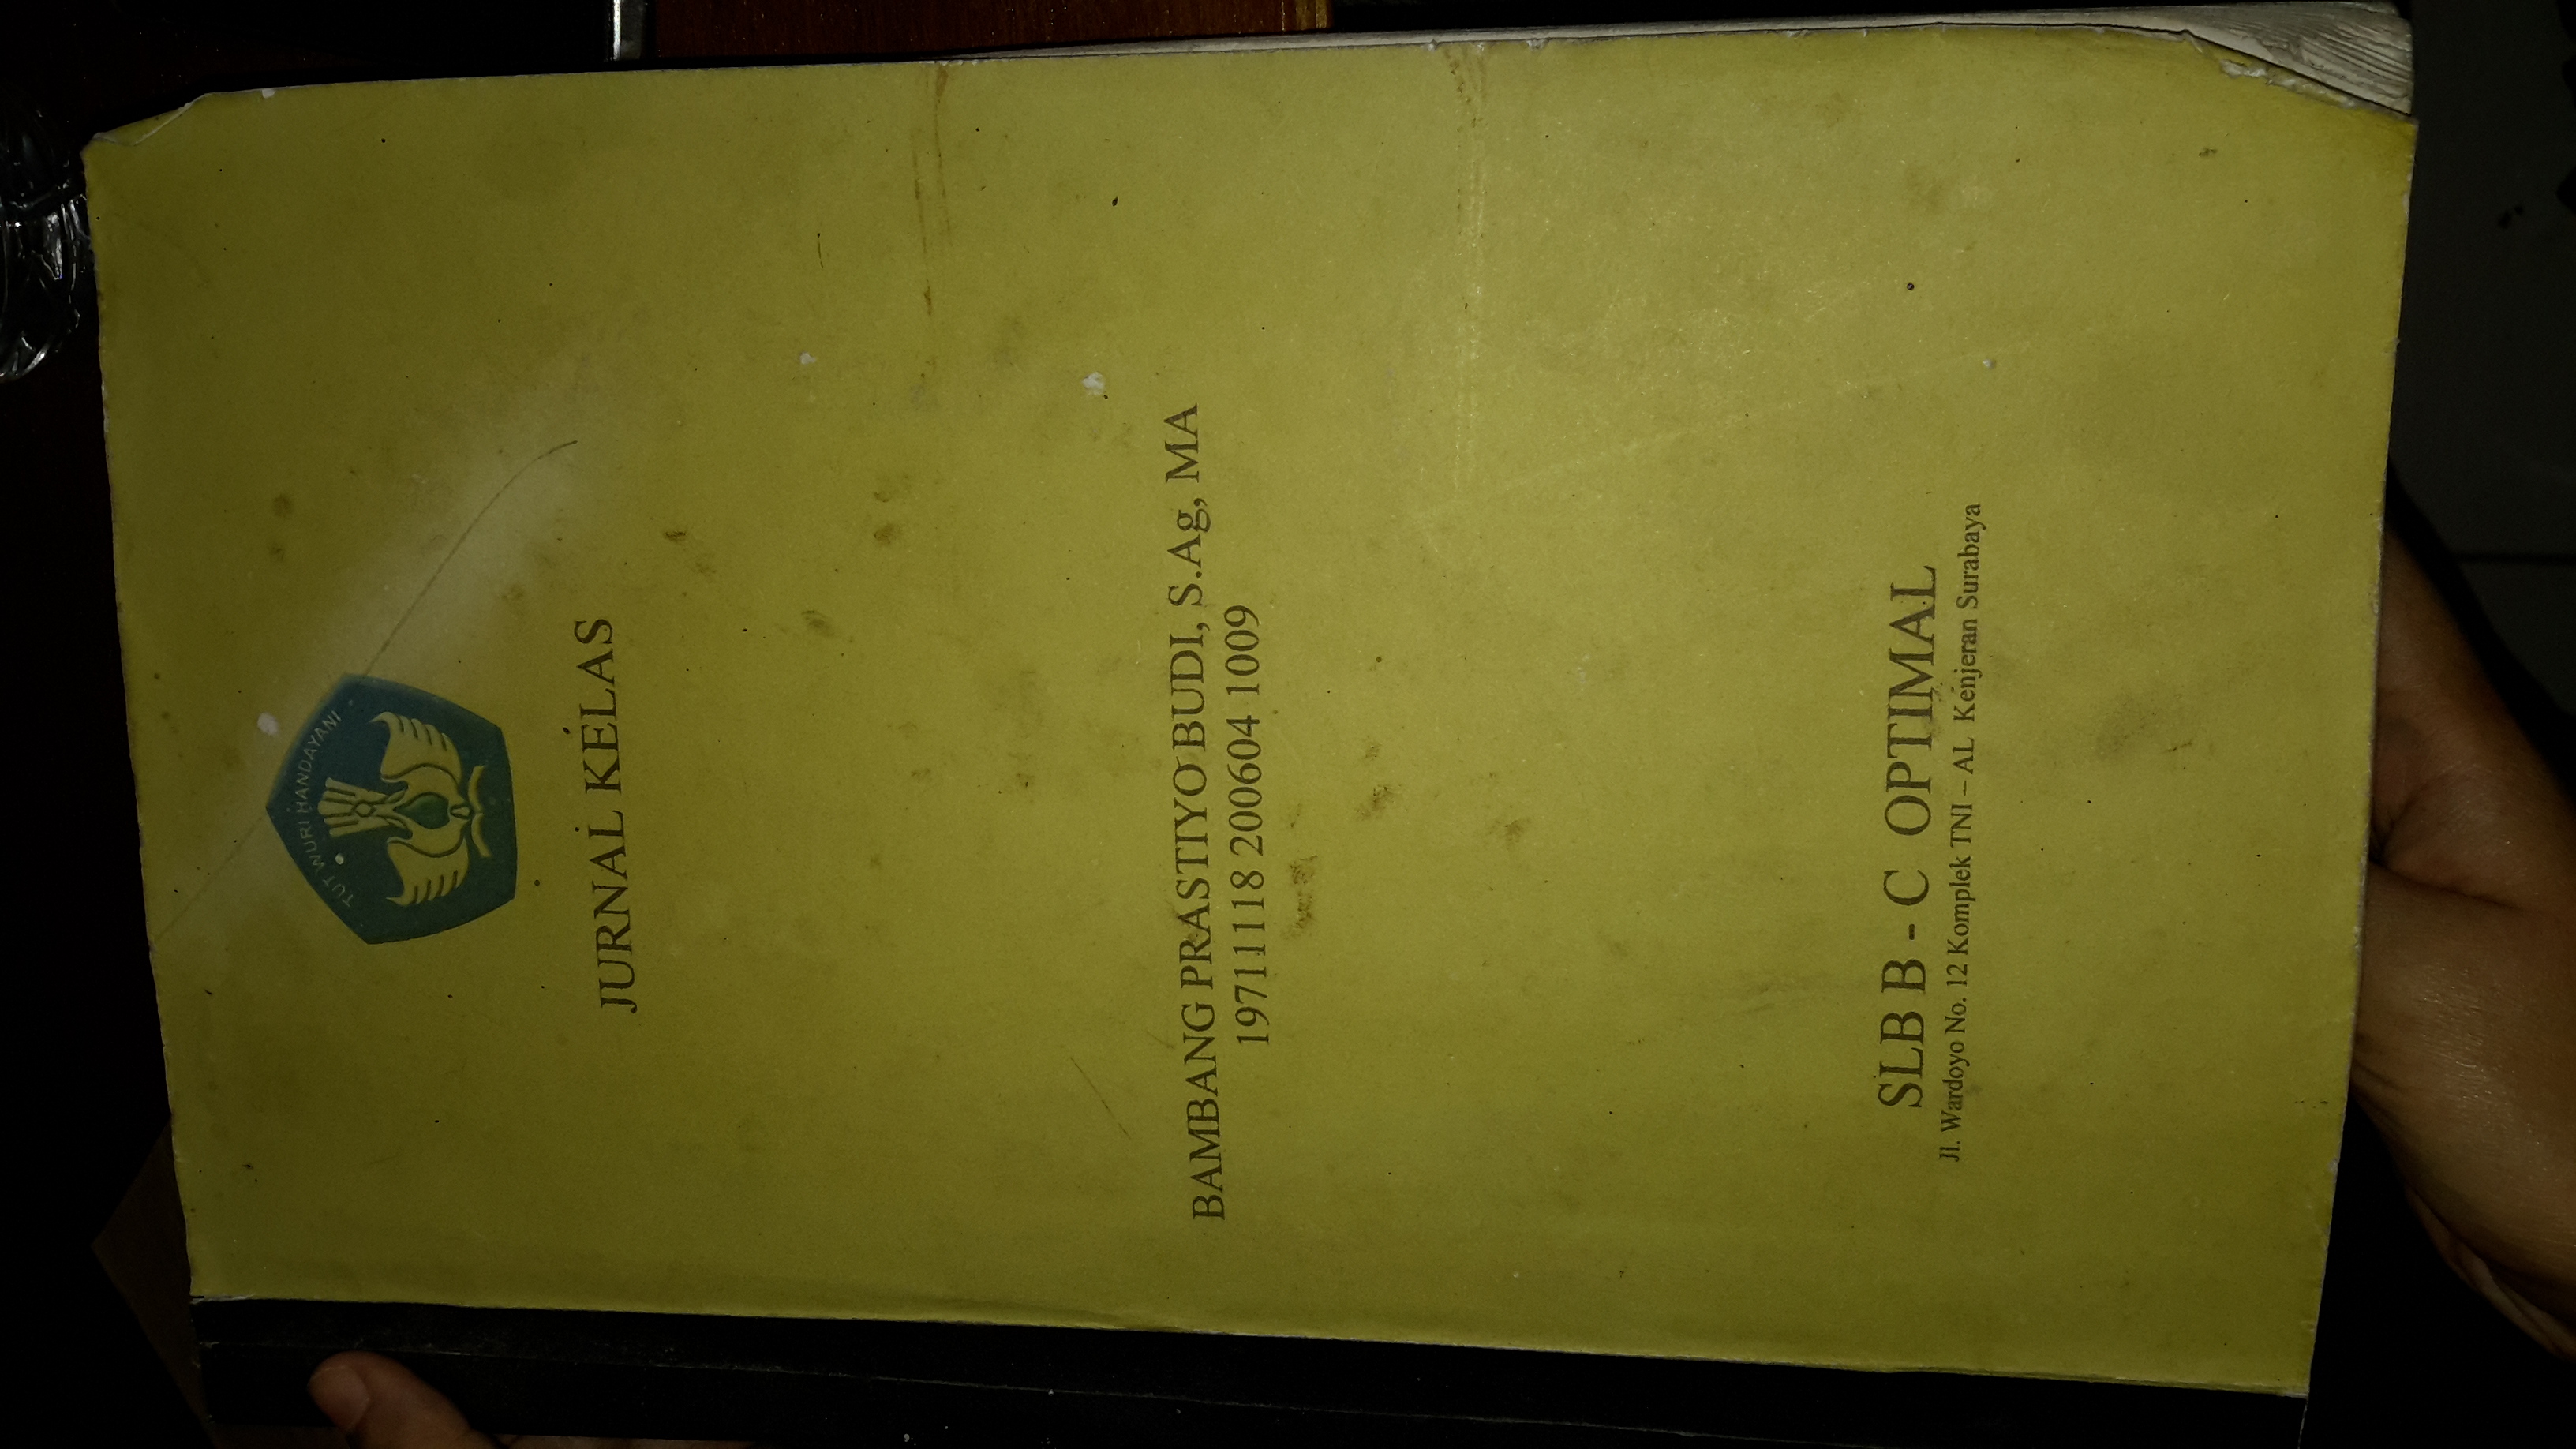 TUT WURI HANDAYANI
JURNAL KELAS
BAMBANG PRASTIYO BUDI, S.Ag, MA
19711118 200604 1009
SLB B - C OPTIMAL
Jl. Wardoyo No. 12 Komplek TNI – AL Kenjeran Surabaya